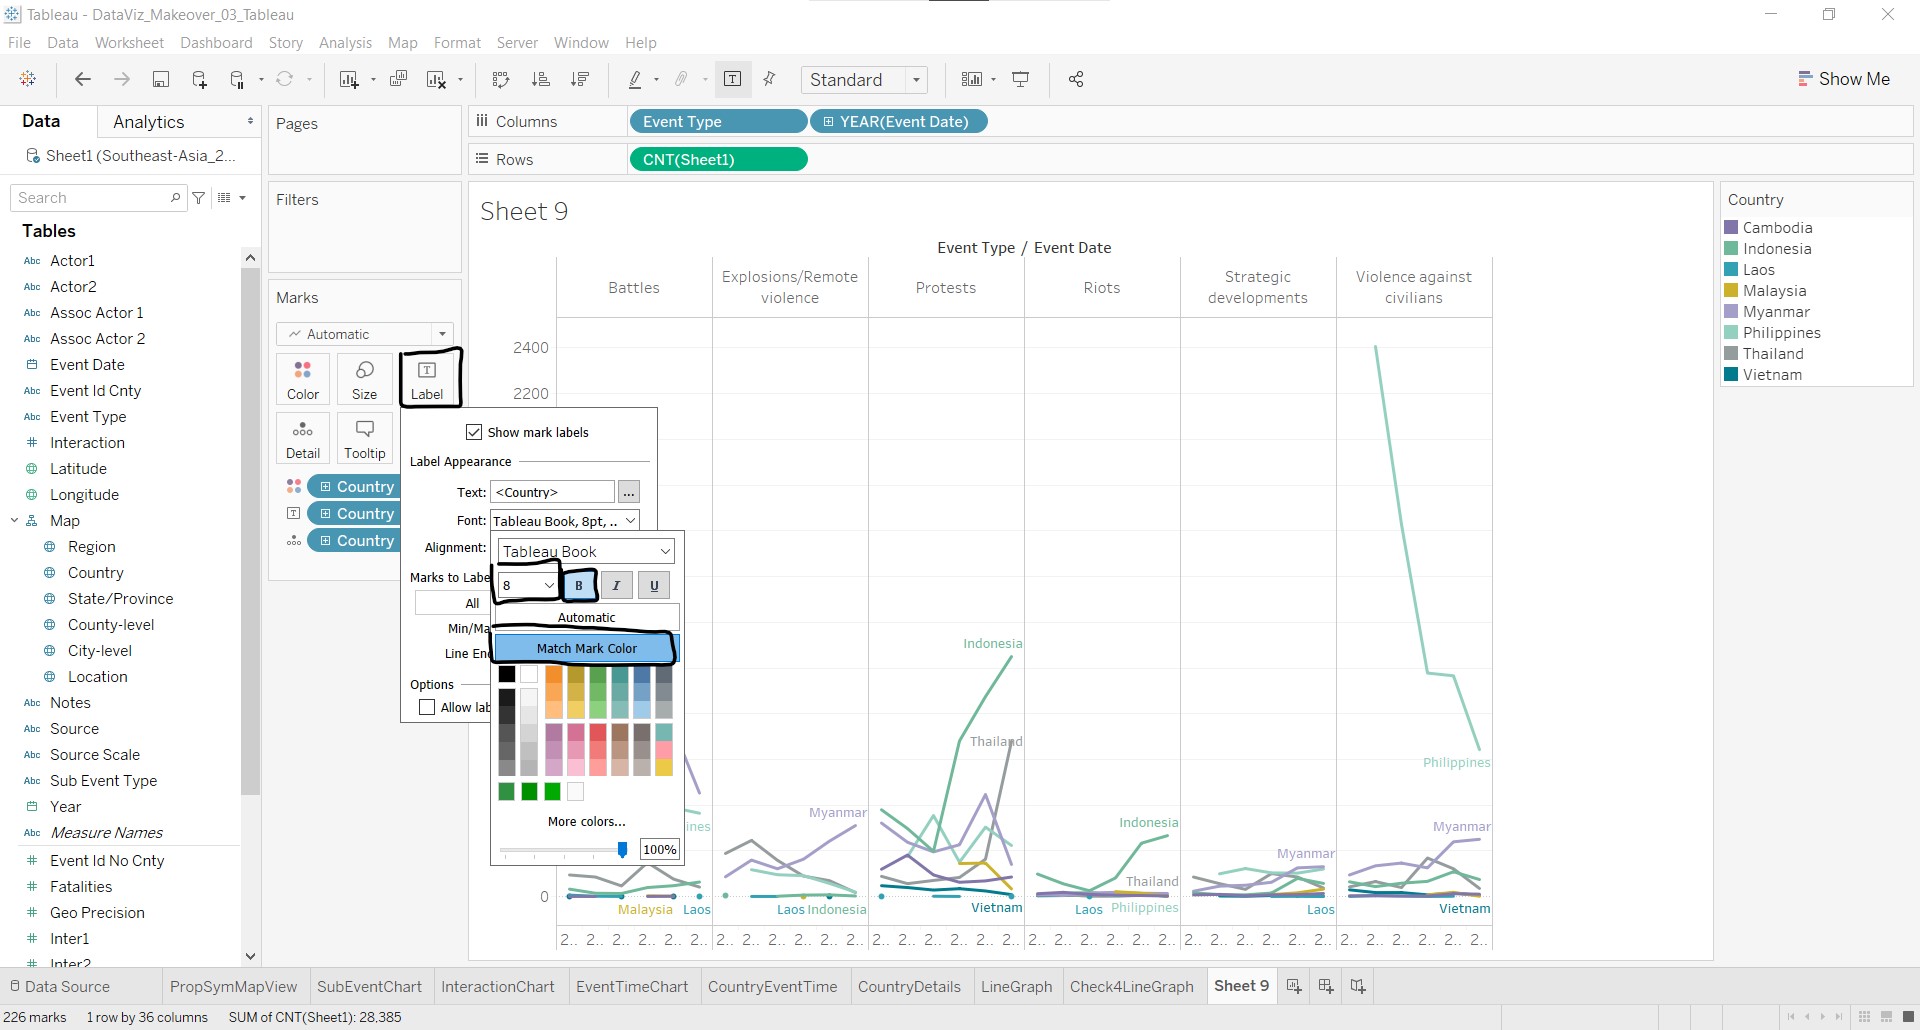 Tableau - DataViz_Makeover_03_Tableau
File Data Worksheet Dashboard Story Analysis Map Format Server Window Help
Standard
Show Me
Data Analytics
Sheet1 (Southeast-Asia_2...
Search
Tables
Abc Actor1
Abc Actor2
Abc Assoc Actor 1
Abc Assoc Actor 2
Event Date
Abc Event Id Cnty
Abc Event Type
# Interaction
Latitude
Longitude
Map
Region
Country
State/Province
County-level
City-level
Location
Abc Notes
Abc Source
Abc Source Scale
Abc Sub Event Type
Year
Abc Measure Names
# Event Id No Cnty
# Fatalities
# Geo Precision
# Inter1
# Inter2
Pages
Filters
Marks
Automatic
Color Size Label
Detail Tooltip
Country
T Country
Country
Show mark labels
Label Appearance
Text: <Country> ...
Font: Tableau Book, 8pt, ..
Alignment:
Marks to Labe
All
Min/Ma
Line En
Options
Allow lab
Tableau Book
8 B I U
Automatic
Match Mark Color
More colors...
100%
Columns Event Type YEAR(Event Date)
Rows CNT(Sheet1)
Sheet 9
Event Type / Event Date
Battles
Explosions/Remote
violence
Protests
Riots
Strategic
developments
Violence against
civilians
2400
2200
0
Indonesia
Thailand
Philippines
ines
Myanmar
Indonesia
Myanmar
Myanmar
Thailand
Malaysia Laos
Laos Indonesia
Vietnam
Laos Philippines
Laos
Vietnam
2.. 2.. 2.. 2.. 2.. 2.. 2.. 2.. 2.. 2.. 2.. 2.. 2.. 2.. 2.. 2.. 2.. 2.. 2.. 2.. 2.. 2.. 2.. 2.. 2.. 2.. 2.. 2.. 2.. 2.. 2.. 2.. 2.. 2.. 2.. 2..
Country
Cambodia
Indonesia
Laos
Malaysia
Myanmar
Philippines
Thailand
Vietnam
Data Source PropSymMapView SubEventChart InteractionChart EventTimeChart CountryEventTime CountryDetails LineGraph Check4LineGraph Sheet 9
226 marks 1 row by 36 columns SUM of CNT(Sheet1): 28,385